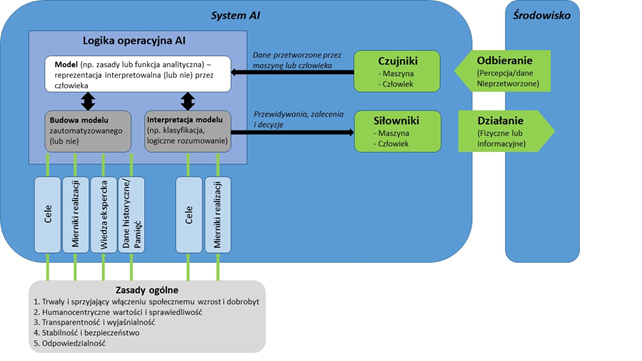 System AI
Środowisko
Logika operacyjna AI
Model (np. zasady lub funkcja analityczna) –
reprezentacja interpretowalna (lub nie) przez
człowieka
Dane przetworzone przez
maszynę lub człowieka
Czujniki
- Maszyna
- Człowiek
Odbieranie
(Percepcja/dane
Nieprzetworzone)
Budowa modelu
zautomatyzowanego
(lub nie)
Interpretacja modelu
(np. klasyfikacja,
logiczne rozumowanie)
Przewidywania, zalecenia
i decyzje
Siłowniki
- Maszyna
- Człowiek
Działanie
(Fizyczne lub
informacyjne)
Cele
Mierniki realizacji
Wiedza ekspercka
Dane historyczne/
Pamięć
Cele
Mierniki realizacji
Zasady ogólne
1. Trwały i sprzyjający włączeniu społecznemu wzrost i dobrobyt
2. Humanocentryczne wartości i sprawiedliwość
3. Transparentność i wyjaśnialność
4. Stabilność i bezpieczeństwo
5. Odpowiedzialność